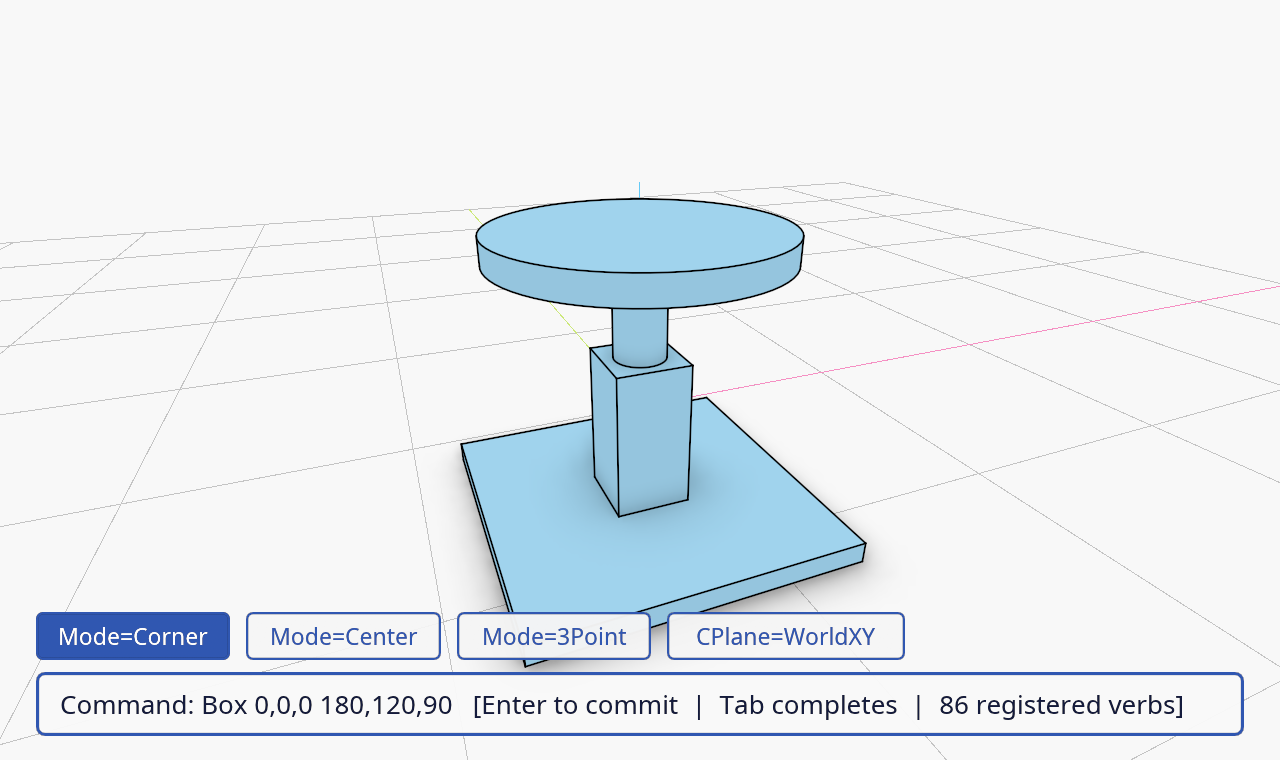 Mode=Corner Mode=Center Mode=3Point CPlane=WorldXY
Command: Box 0,0,0 180,120,90 [Enter to commit | Tab completes | 86 registered verbs]